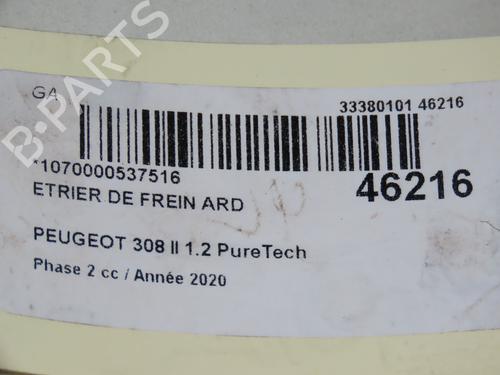 GA
33380101 46216
*1070000537516
46216
ETRIER DE FREIN ARD
PEUGEOT 308 II 1.2 PureTech
Phase 2 cc / Année 2020
B-PARTS